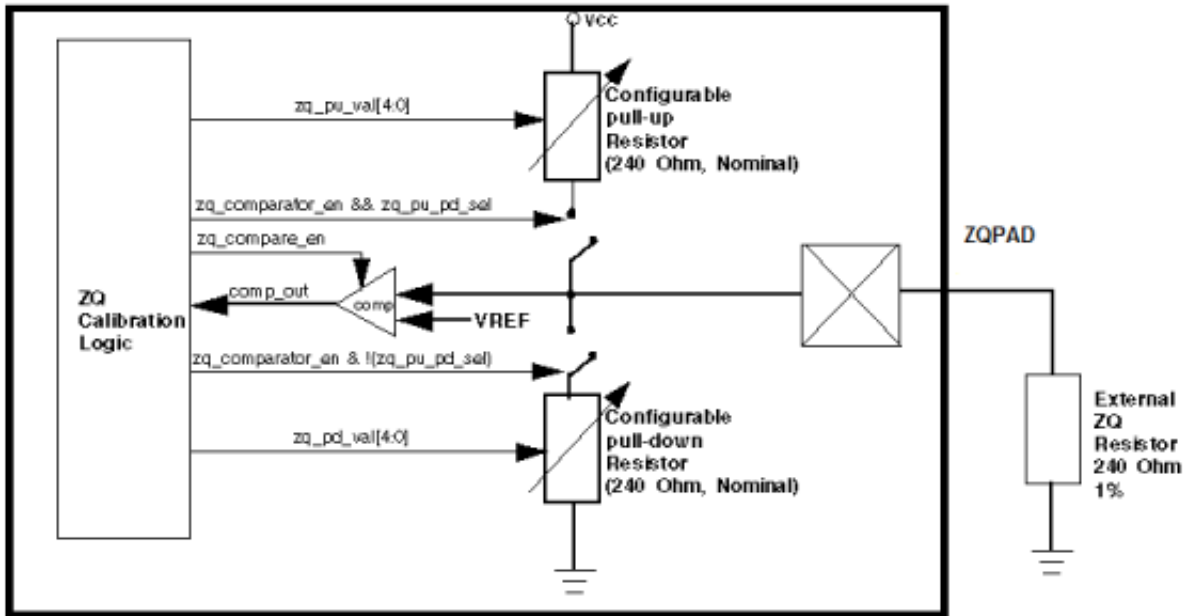 vcc
zq_pu_val[4:0]
Configurable
pull-up
Resistor
(240 Ohm, Nominal)
zq_comparator_en && zq_pu_pd_sel
zq_compare_en
ZQPAD
comp_out
comp
VREF
ZQ
Calibration
Logic
zq_comparator_en & !(zq_pu_pd_sel)
zq_pd_val[4:0]
Configurable
pull-down
Resistor
(240 Ohm, Nominal)
External
ZQ
Resistor
240 Ohm
1%